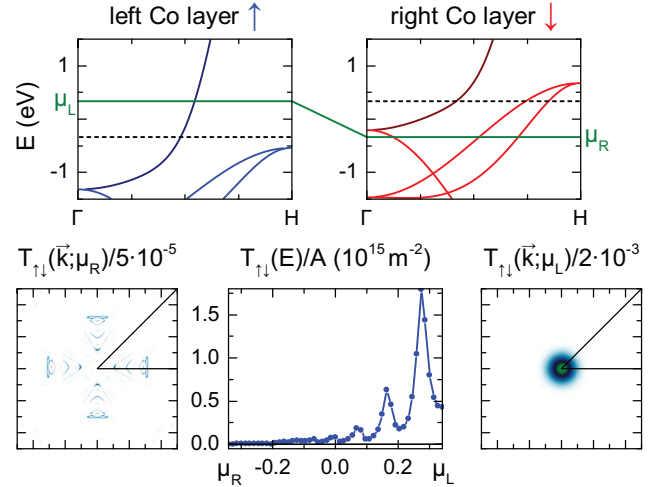 left Co layer ↑ right Co layer ↓
E (eV)
1
-1
μL
Γ H
1
-1
μR
Γ H
T↑↓(k⃗;μR)/5·10⁻⁵ T↑↓(E)/A (10¹⁵ m⁻²) T↑↓(k⃗;μL)/2·10⁻³
1.5
1.0
0.5
0.0
μR -0.2 0.0 0.2 μL